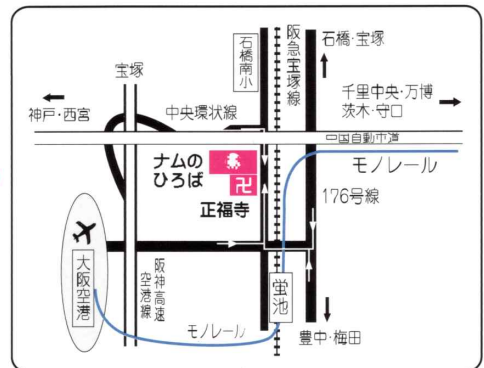 石橋南小
阪急宝塚線
石橋・宝塚
宝塚
神戸・西宮
中央環状線
千里中央・万博
茨木・守口
中国自動車道
モノレール
ナムの
ひろば
卍
正福寺
176号線
大阪空港
阪神高速
空港線
蛍池
モノレール
豊中・梅田